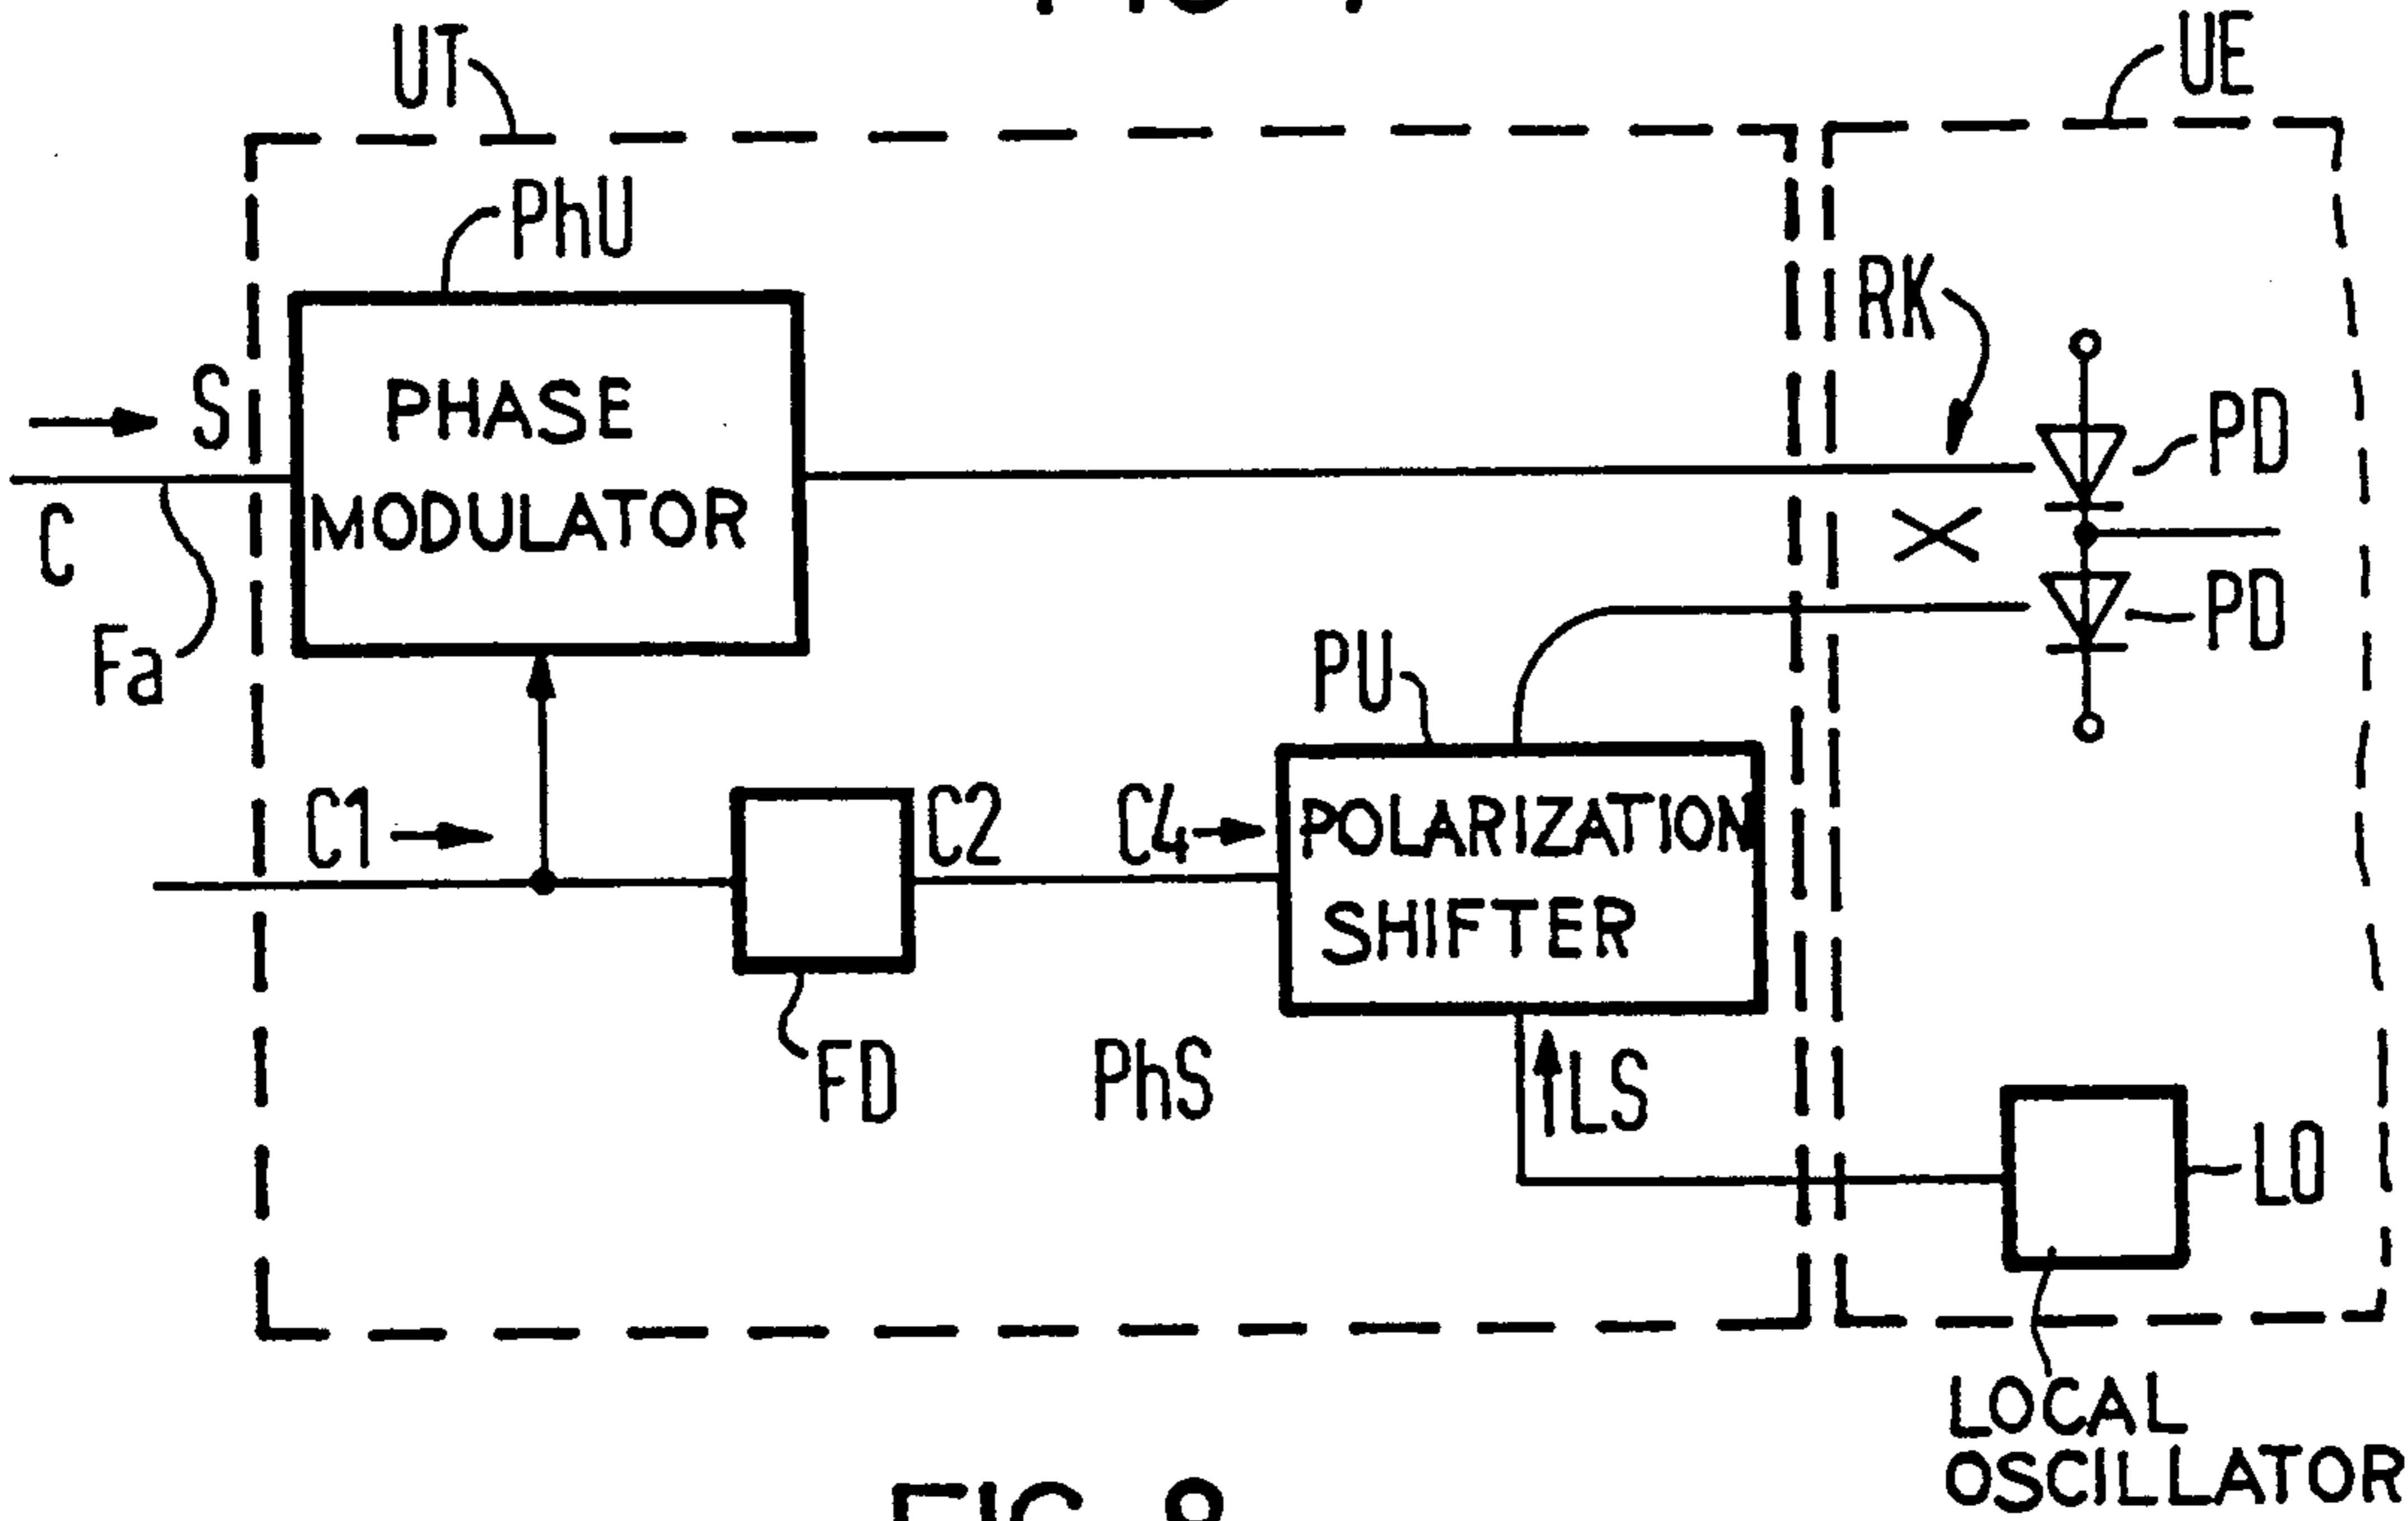 UT
UE
PhU
RK
S
PHASE
MODULATOR
PD
C
X
Fa
PU
PD
C1
C2
C4
POLARIZATION
SHIFTER
FD
PhS
LS
LO
LOCAL
OSCILLATOR